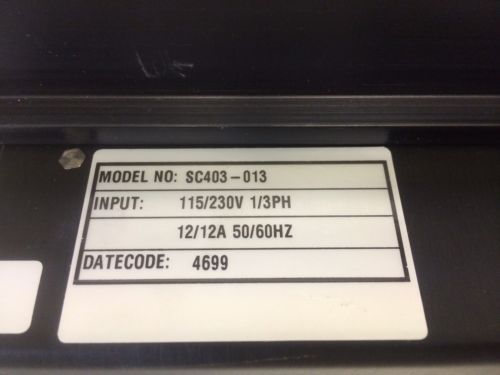 MODEL NO: SC403-013
INPUT: 115/230V 1/3PH
12/12A 50/60HZ
DATECODE: 4699